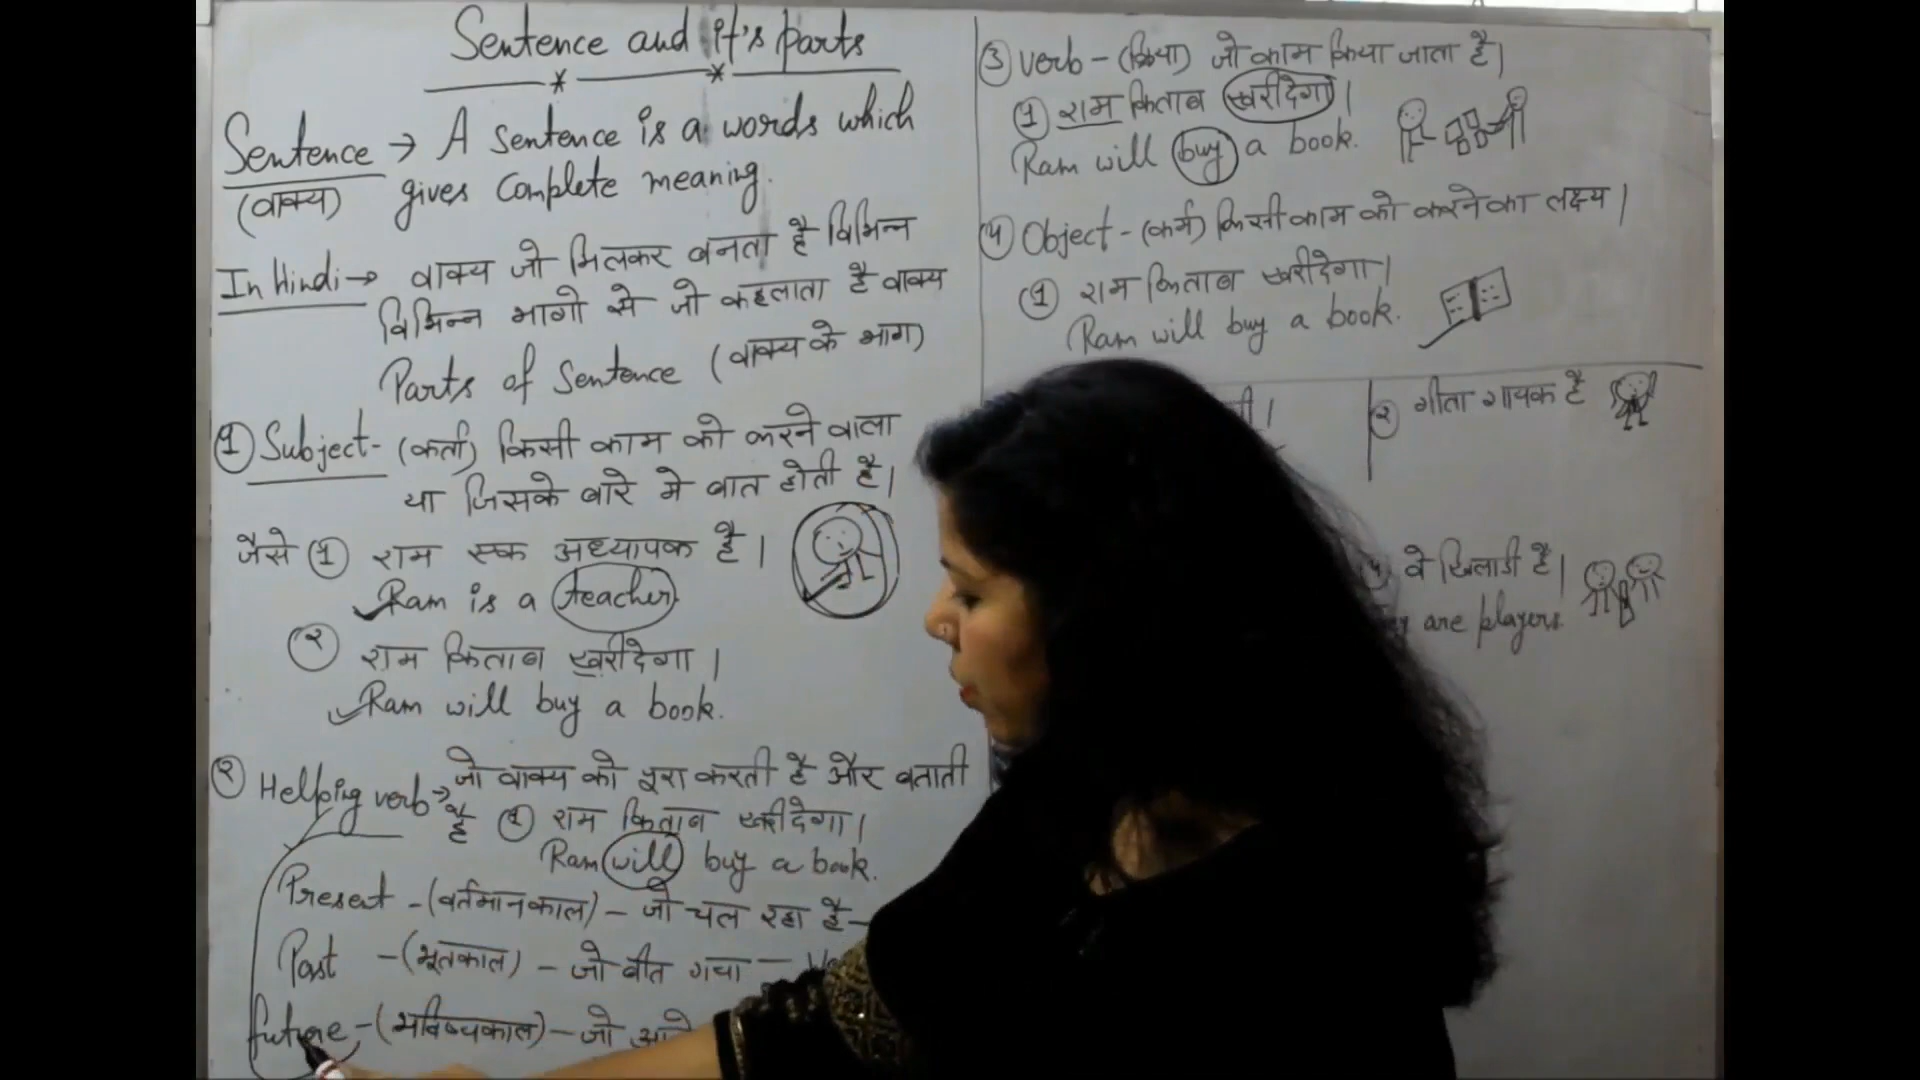 Sentence and it's parts
Sentence → A sentence is a words which
(वाक्य) gives Complete meaning.
In Hindi → वाक्य जो मिलकर बनता है विभिन्न
विभिन्न भागो से जो कहलाता है वाक्य
Parts of Sentence (वाक्य के भाग)
① Subject - (कर्ता) किसी काम को करने वाला
या जिसके बारे मे बात होती है।
जैसे ① राम एक अध्यापक है।
Ram is a teacher
② राम किताब खरीदेगा।
Ram will buy a book.
② Helping verb → जो वाक्य को पूरा करती है और बताती
है ① राम किताब खरीदेगा।
Ram will buy a book.
Present - (वर्तमानकाल) - जो चल रहा है -
Past - (भूतकाल) - जो बीत गया -
future - (भविष्यकाल) - जो
③ verb - (क्रिया) जो काम किया जाता है।
① राम किताब खरीदेगा।
Ram will buy a book.
④ Object - (कर्म) किसी काम को करने का लक्ष्य।
① राम किताब खरीदेगा।
Ram will buy a book.
② गीता गायक है
वे खिलाडी है।
are players.